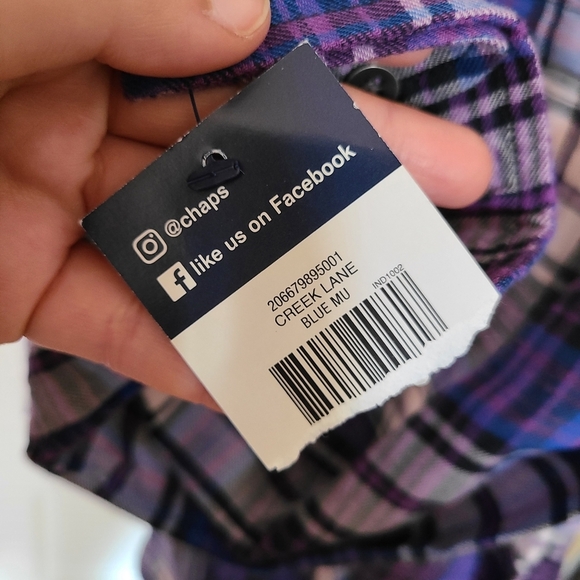 @chaps
like us on Facebook
206679895001
CREEK LANE
BLUE MU
IND1002